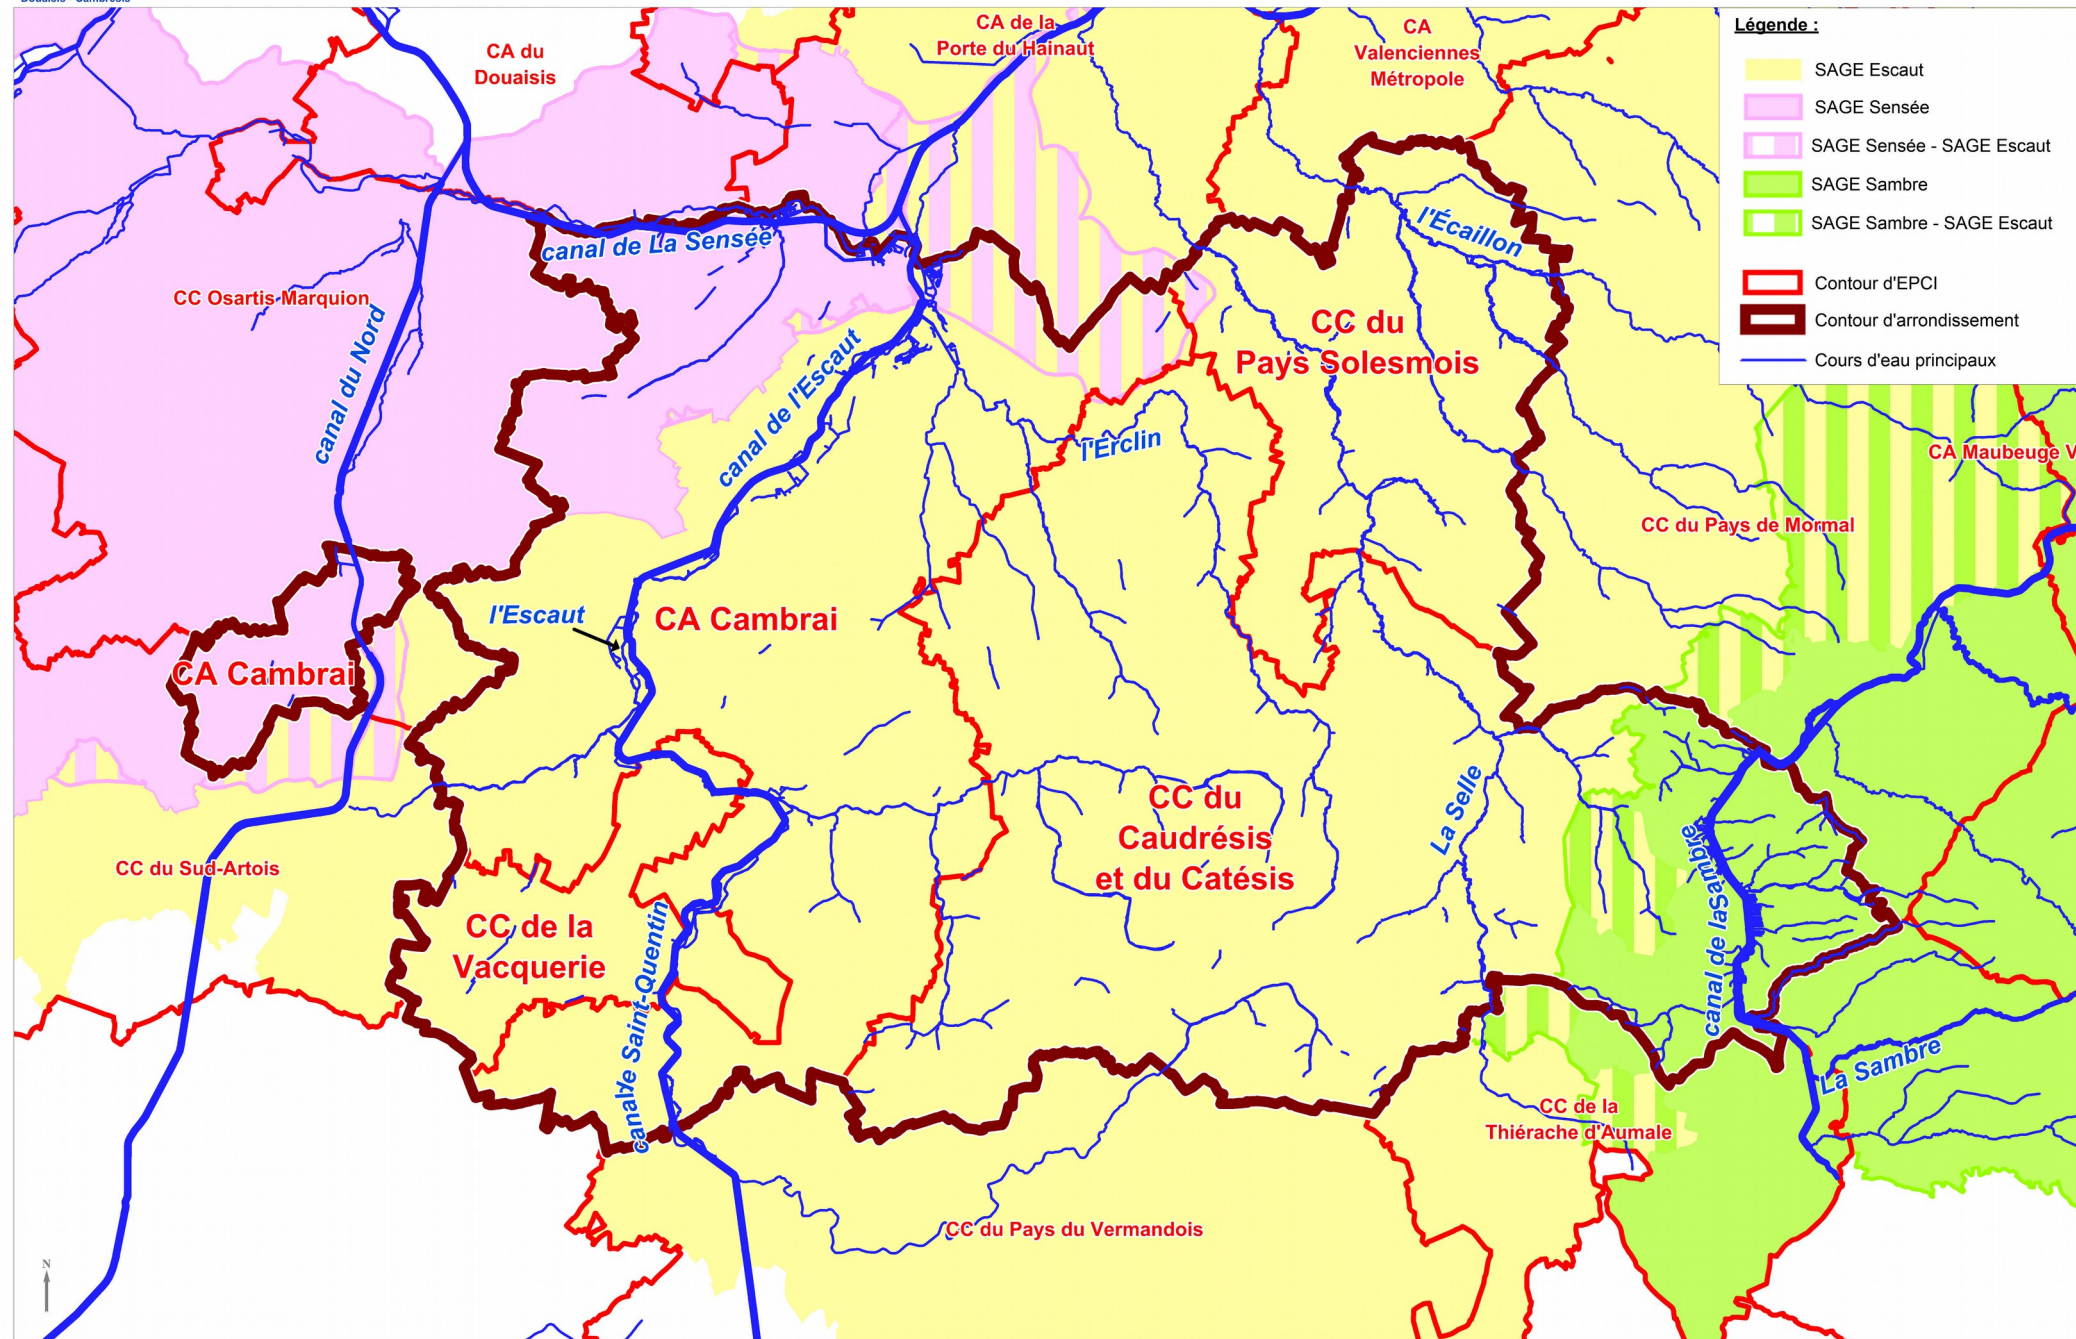 Douaisis - Cambrésis
CA du
Douaisis
CA de la
Porte du Hainaut
CA
Valenciennes
Métropole
Légende :
SAGE Escaut
SAGE Sensée
SAGE Sensée - SAGE Escaut
SAGE Sambre
SAGE Sambre - SAGE Escaut
Contour d'EPCI
Contour d'arrondissement
Cours d'eau principaux
canal de La Sensée
l'Écaillon
CC Osartis Marquion
canal du Nord
CC du
Pays Solesmois
canal de l'Escaut
l'Erclin
CA Maubeuge V
CC du Pays de Mormal
l'Escaut
CA Cambrai
CA Cambrai
CC du
Caudrésis
et du Catésis
La Selle
canal de la Sambre
CC du Sud-Artois
CC de la
Vacquerie
canal de Saint-Quentin
La Sambre
CC de la
Thiérache d'Aumale
CC du Pays du Vermandois
N